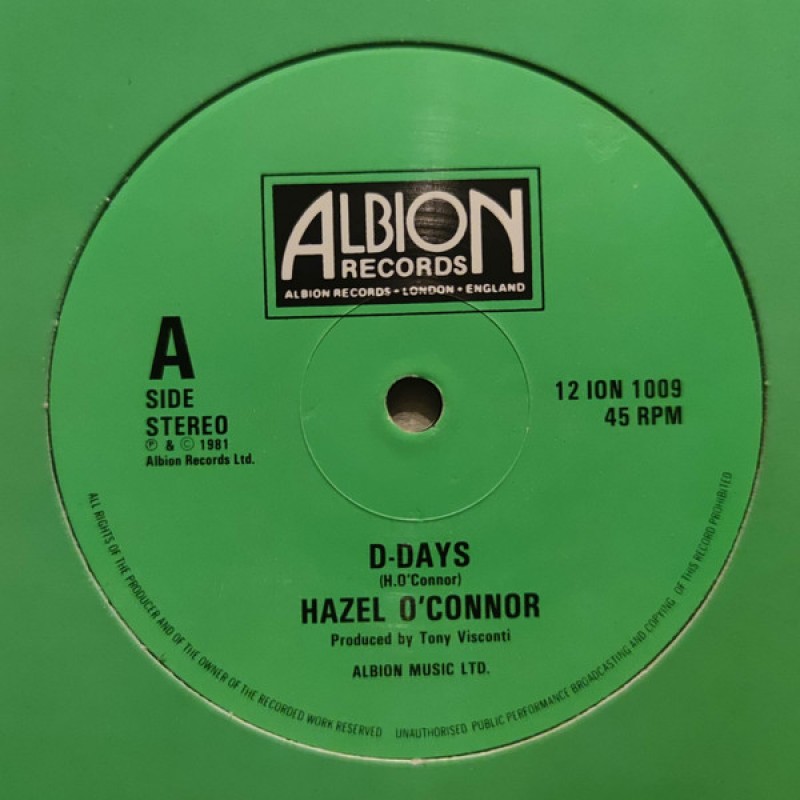 ALBION
RECORDS
ALBION RECORDS • LONDON • ENGLAND
A
SIDE
STEREO
Ⓟ & © 1981
Albion Records Ltd.
12 ION 1009
45 RPM
D-DAYS
(H.O'Connor)
HAZEL O'CONNOR
Produced by Tony Visconti
ALBION MUSIC LTD.
ALL RIGHTS OF THE PRODUCER AND OF THE OWNER OF THE RECORDED WORK RESERVED UNAUTHORISED PUBLIC PERFORMANCE BROADCASTING AND COPYING OF THIS RECORD PROHIBITED